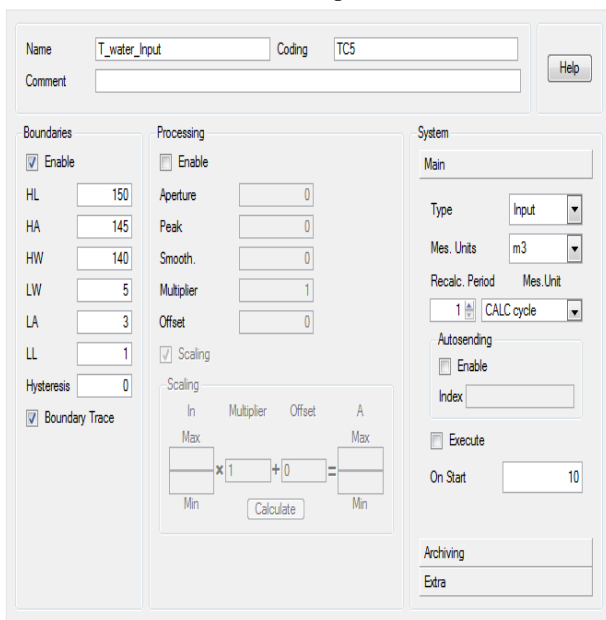 Name T_water_Input Coding TC5
Comment
Help
Boundaries
Enable
HL 150
HA 145
HW 140
LW 5
LA 3
LL 1
Hysteresis 0
Boundary Trace
Processing
Enable
Aperture 0
Peak 0
Smooth. 0
Multiplier 1
Offset 0
Scaling
Scaling
In Multiplier Offset A
Max Max
× 1 + 0 =
Min Min
Calculate
System
Main
Type Input
Mes. Units m3
Recalc. Period Mes.Unit
1 CALC cycle
Autosending
Enable
Index
Execute
On Start 10
Archiving
Extra